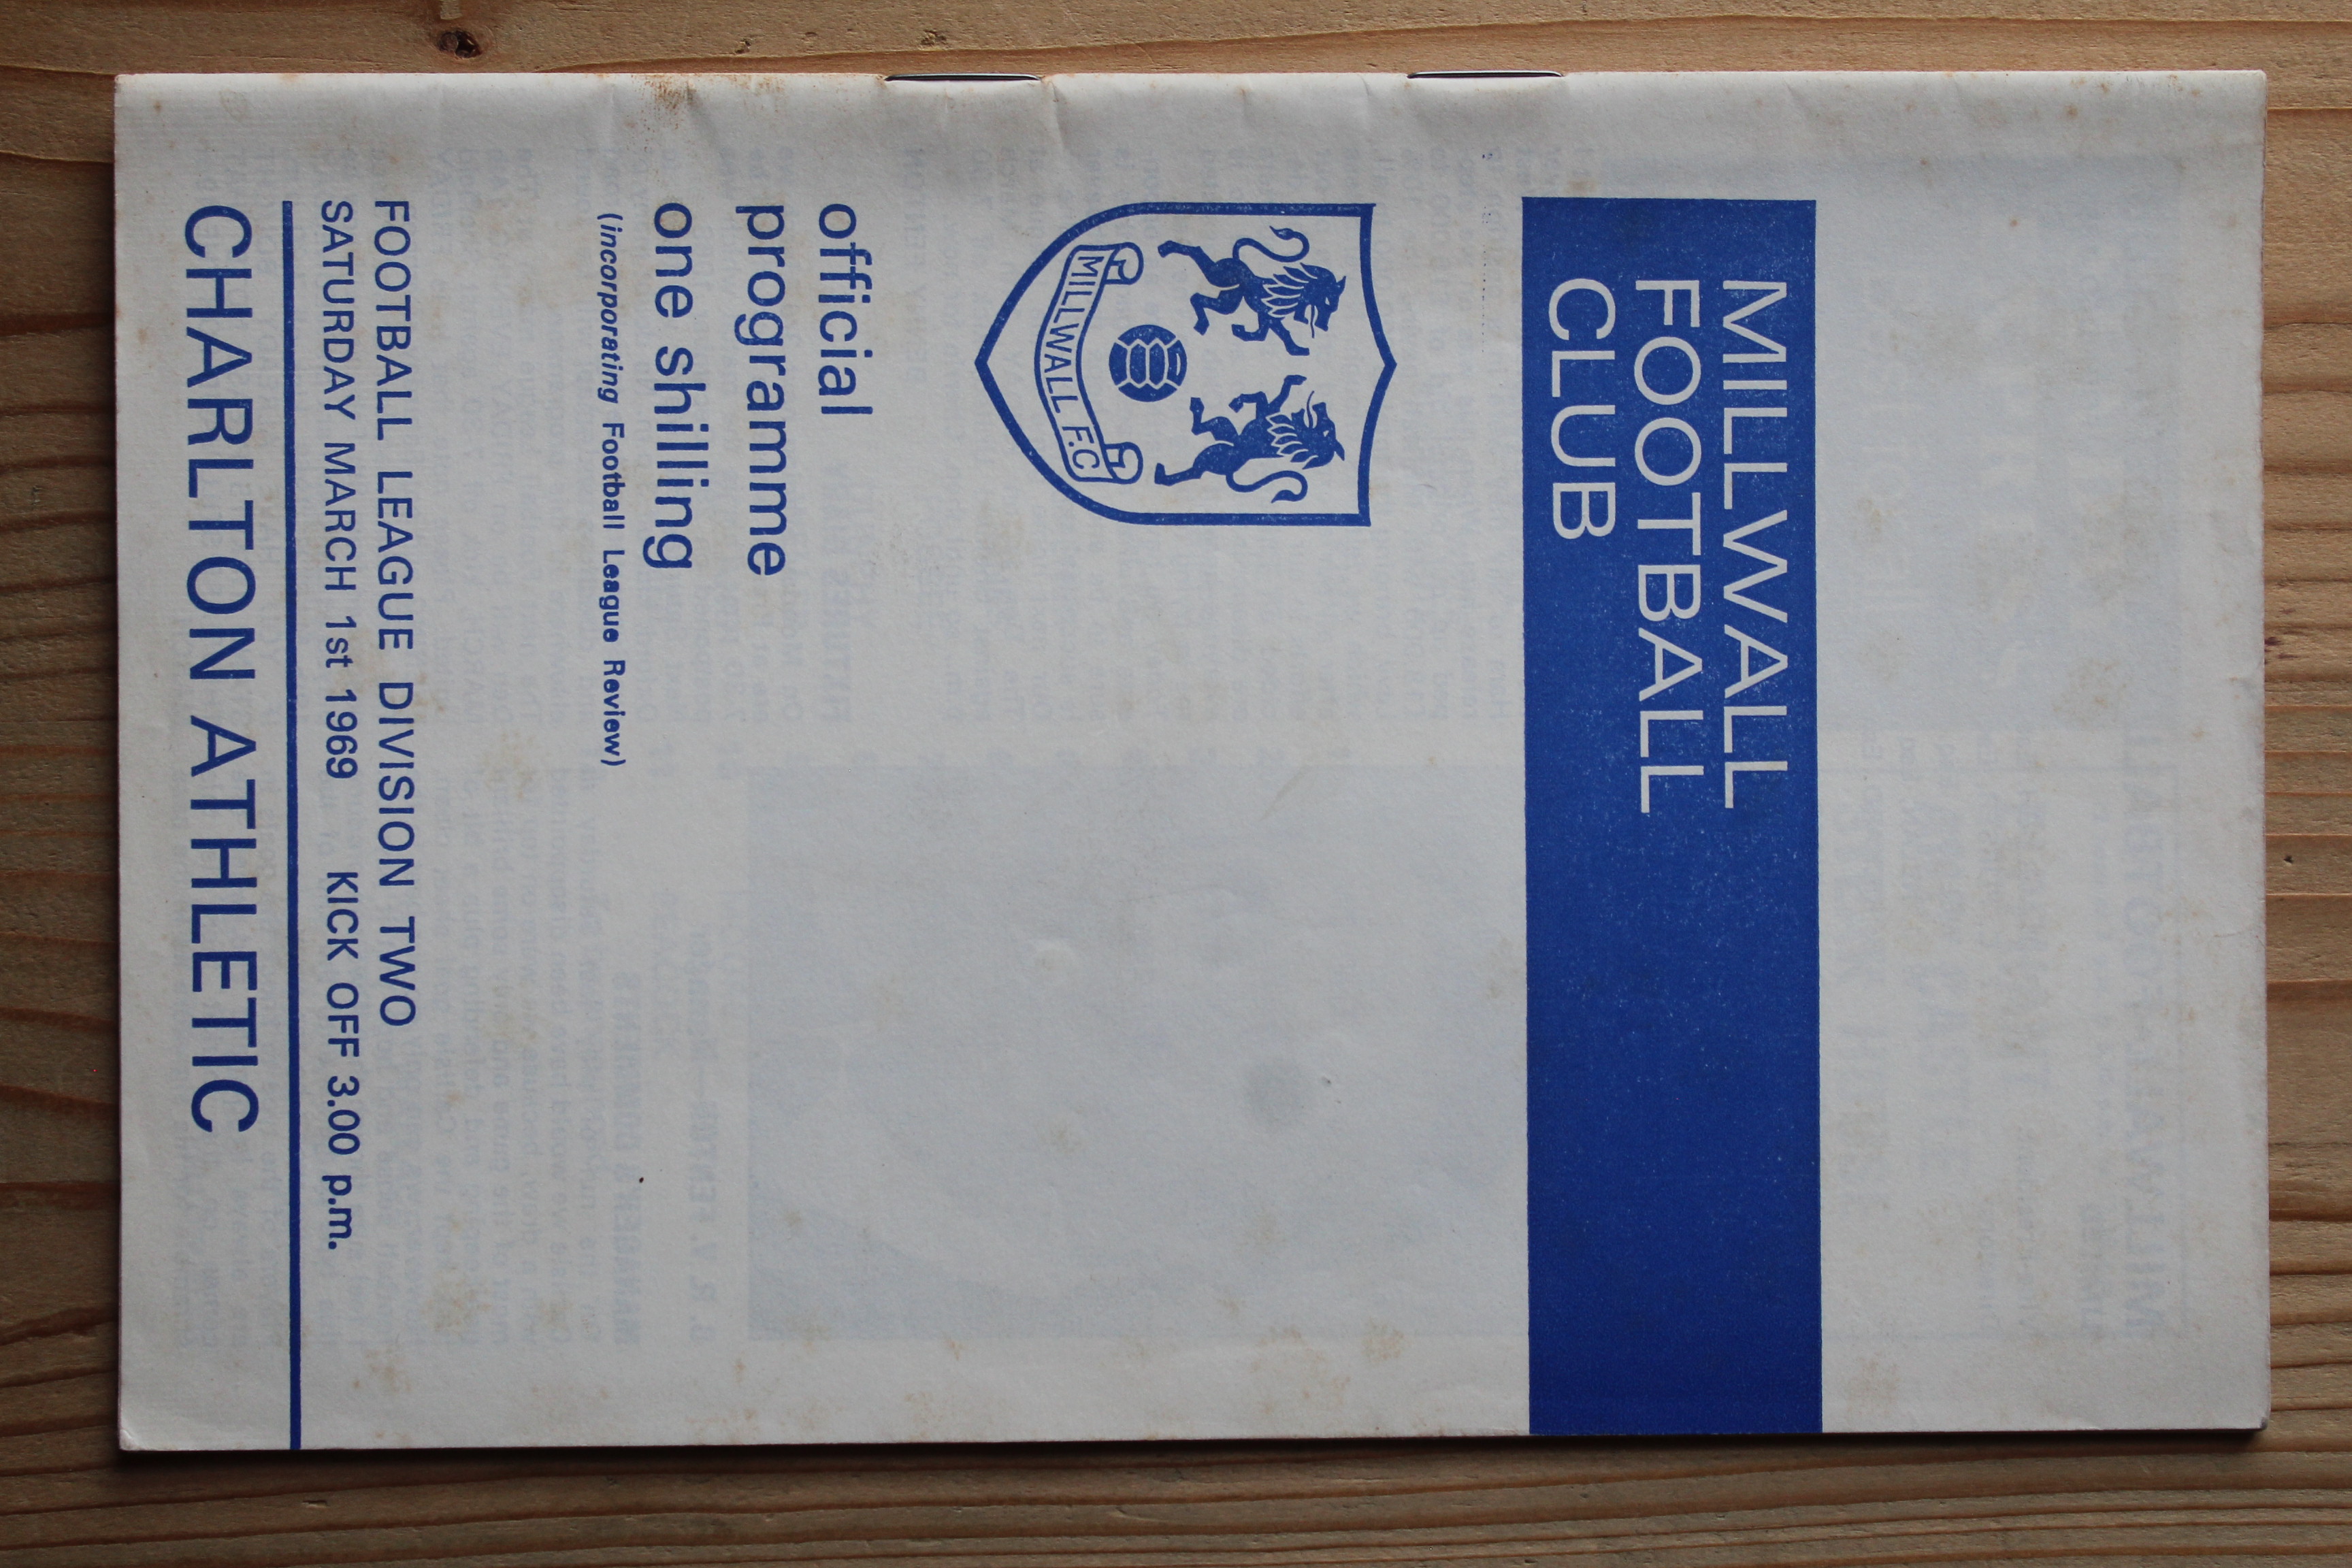 MILLWALL
FOOTBALL
CLUB
MILLWALL F.C
official
programme
one shilling
(incorporating Football League Review)
FOOTBALL LEAGUE DIVISION TWO
SATURDAY MARCH 1st 1969 KICK OFF 3.00 p.m.
CHARLTON ATHLETIC